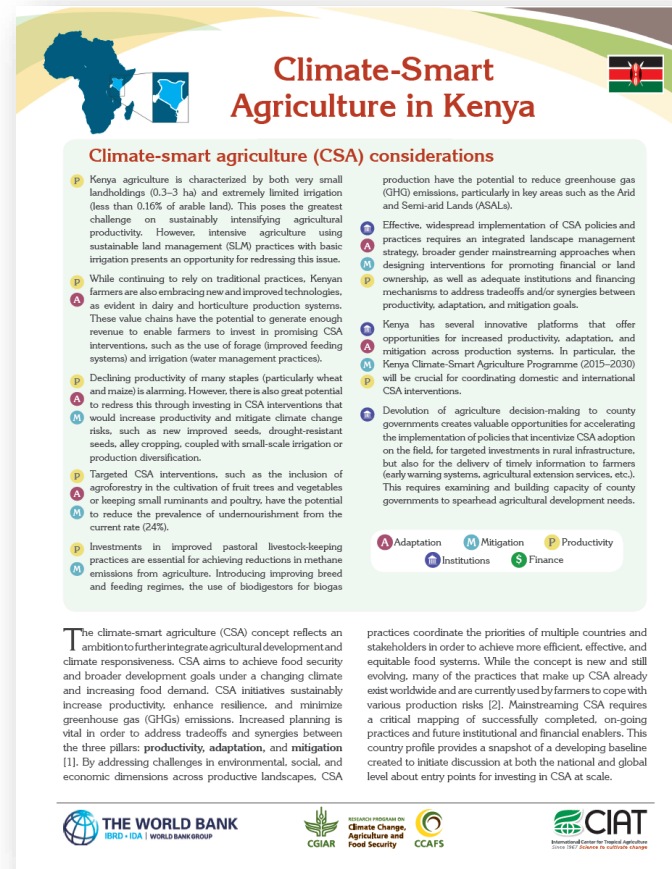 Climate-Smart
Agriculture in Kenya
Climate-smart agriculture (CSA) considerations
P Kenya agriculture is characterized by both very small
landholdings (0.3–3 ha) and extremely limited irrigation
(less than 0.16% of arable land). This poses the greatest
challenge on sustainably intensifying agricultural
productivity. However, intensive agriculture using
sustainable land management (SLM) practices with basic
irrigation presents an opportunity for redressing this issue.
P While continuing to rely on traditional practices, Kenyan
A farmers are also embracing new and improved technologies,
as evident in dairy and horticulture production systems.
These value chains have the potential to generate enough
revenue to enable farmers to invest in promising CSA
interventions, such as the use of forage (improved feeding
systems) and irrigation (water management practices).
P Declining productivity of many staples (particularly wheat
A and maize) is alarming. However, there is also great potential
to redress this through investing in CSA interventions that
M would increase productivity and mitigate climate change
risks, such as new improved seeds, drought-resistant
seeds, alley cropping, coupled with small-scale irrigation or
production diversification.
P Targeted CSA interventions, such as the inclusion of
A agroforestry in the cultivation of fruit trees and vegetables
or keeping small ruminants and poultry, have the potential
M to reduce the prevalence of undernourishment from the
current rate (24%).
P Investments in improved pastoral livestock-keeping
M practices are essential for achieving reductions in methane
emissions from agriculture. Introducing improving breed
and feeding regimes, the use of biodigestors for biogas
production have the potential to reduce greenhouse gas
(GHG) emissions, particularly in key areas such as the Arid
and Semi-arid Lands (ASALs).
Effective, widespread implementation of CSA policies and
A practices requires an integrated landscape management
strategy, broader gender mainstreaming approaches when
M designing interventions for promoting financial or land
P ownership, as well as adequate institutions and financing
mechanisms to address tradeoffs and/or synergies between
productivity, adaptation, and mitigation goals.
Kenya has several innovative platforms that offer
A opportunities for increased productivity, adaptation, and
M mitigation across production systems. In particular, the
Kenya Climate-Smart Agriculture Programme (2015–2030)
P will be crucial for coordinating domestic and international
CSA interventions.
Devolution of agriculture decision-making to county
governments creates valuable opportunities for accelerating
the implementation of policies that incentivize CSA adoption
on the field, for targeted investments in rural infrastructure,
but also for the delivery of timely information to farmers
(early warning systems, agricultural extension services, etc.).
This requires examining and building capacity of county
governments to spearhead agricultural development needs.
A Adaptation M Mitigation P Productivity
Institutions $ Finance
The climate-smart agriculture (CSA) concept reflects an
ambition to further integrate agricultural development and
climate responsiveness. CSA aims to achieve food security
and broader development goals under a changing climate
and increasing food demand. CSA initiatives sustainably
increase productivity, enhance resilience, and minimize
greenhouse gas (GHGs) emissions. Increased planning is
vital in order to address tradeoffs and synergies between
the three pillars: productivity, adaptation, and mitigation
[1]. By addressing challenges in environmental, social, and
economic dimensions across productive landscapes, CSA
practices coordinate the priorities of multiple countries and
stakeholders in order to achieve more efficient, effective, and
equitable food systems. While the concept is new and still
evolving, many of the practices that make up CSA already
exist worldwide and are currently used by farmers to cope with
various production risks [2]. Mainstreaming CSA requires
a critical mapping of successfully completed, on-going
practices and future institutional and financial enablers. This
country profile provides a snapshot of a developing baseline
created to initiate discussion at both the national and global
level about entry points for investing in CSA at scale.
THE WORLD BANK
IBRD • IDA | WORLD BANK GROUP
CGIAR
RESEARCH PROGRAM ON
Climate Change,
Agriculture and
Food Security
CCAFS
CIAT
International Center for Tropical Agriculture
Since 1967 Science to cultivate change